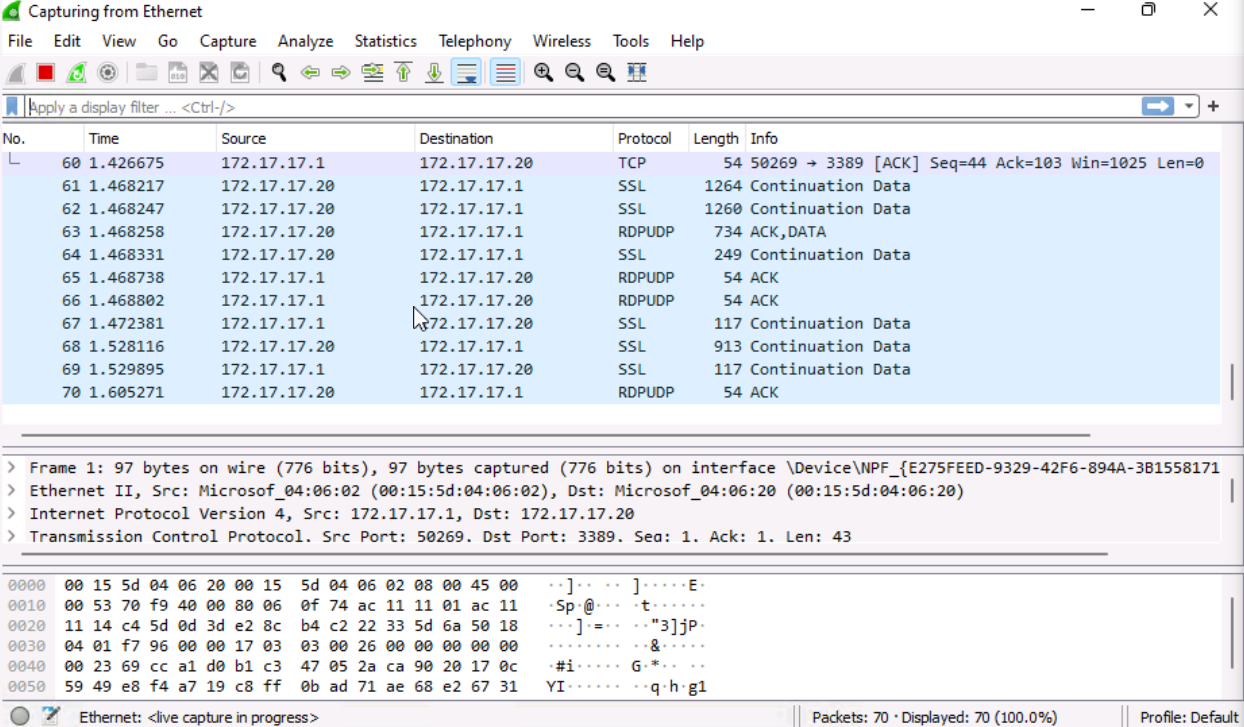 Capturing from Ethernet
File Edit View Go Capture Analyze Statistics Telephony Wireless Tools Help
Apply a display filter ... <Ctrl-/>
No. Time Source Destination Protocol Length Info
60 1.426675 172.17.17.1 172.17.17.20 TCP 54 50269 → 3389 [ACK] Seq=44 Ack=103 Win=1025 Len=0
61 1.468217 172.17.17.20 172.17.17.1 SSL 1264 Continuation Data
62 1.468247 172.17.17.20 172.17.17.1 SSL 1260 Continuation Data
63 1.468258 172.17.17.20 172.17.17.1 RDPUDP 734 ACK,DATA
64 1.468331 172.17.17.20 172.17.17.1 SSL 249 Continuation Data
65 1.468738 172.17.17.1 172.17.17.20 RDPUDP 54 ACK
66 1.468802 172.17.17.1 172.17.17.20 RDPUDP 54 ACK
67 1.472381 172.17.17.1 172.17.17.20 SSL 117 Continuation Data
68 1.528116 172.17.17.20 172.17.17.1 SSL 913 Continuation Data
69 1.529895 172.17.17.1 172.17.17.20 SSL 117 Continuation Data
70 1.605271 172.17.17.20 172.17.17.1 RDPUDP 54 ACK
Frame 1: 97 bytes on wire (776 bits), 97 bytes captured (776 bits) on interface \Device\NPF_{E275FEED-9329-42F6-894A-3B1558171
Ethernet II, Src: Microsof_04:06:02 (00:15:5d:04:06:02), Dst: Microsof_04:06:20 (00:15:5d:04:06:20)
Internet Protocol Version 4, Src: 172.17.17.1, Dst: 172.17.17.20
Transmission Control Protocol, Src Port: 50269, Dst Port: 3389, Seq: 1, Ack: 1, Len: 43
0000 00 15 5d 04 06 20 00 15 5d 04 06 02 08 00 45 00 ··]·· ·· ]·····E·
0010 00 53 70 f9 40 00 80 06 0f 74 ac 11 11 01 ac 11 ·Sp·@··· ·t······
0020 11 14 c4 5d 0d 3d e2 8c b4 c2 22 33 5d 6a 50 18 ···]·=·· ··"3]jP·
0030 04 01 f7 96 00 00 17 03 03 00 26 00 00 00 00 00 ········ ··&·····
0040 00 23 69 cc a1 d0 b1 c3 47 05 2a ca 90 20 17 0c ·#i····· G·*·· ··
0050 59 49 e8 f4 a7 19 c8 ff 0b ad 71 ae 68 e2 67 31 YI······ ··q·h·g1
Ethernet: <live capture in progress> Packets: 70 · Displayed: 70 (100.0%) Profile: Default